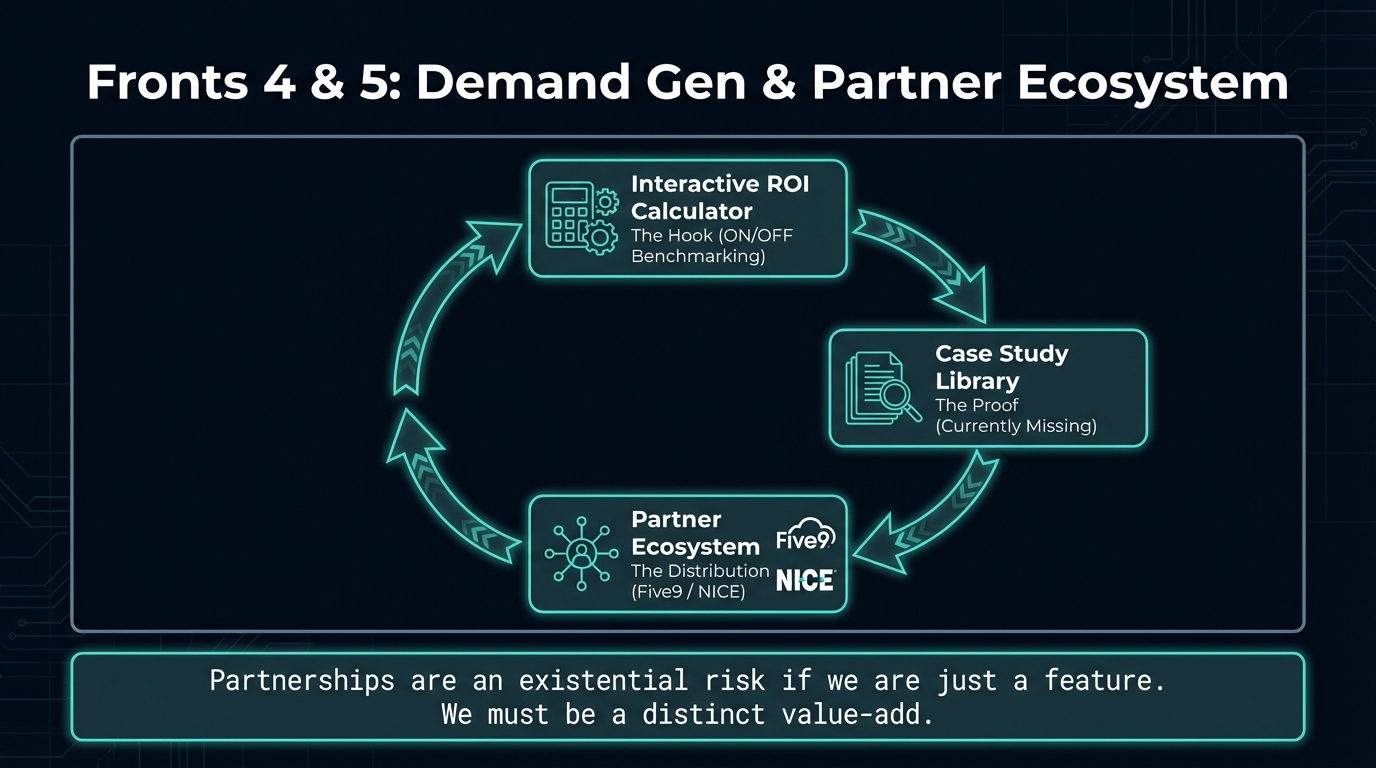 Fronts 4 & 5: Demand Gen & Partner Ecosystem
Interactive ROI
Calculator
The Hook (ON/OFF
Benchmarking)
Case Study
Library
The Proof
(Currently Missing)
Partner
Ecosystem
The Distribution
(Five9 / NICE)
Five9
NICE
Partnerships are an existential risk if we are just a feature.
We must be a distinct value-add.